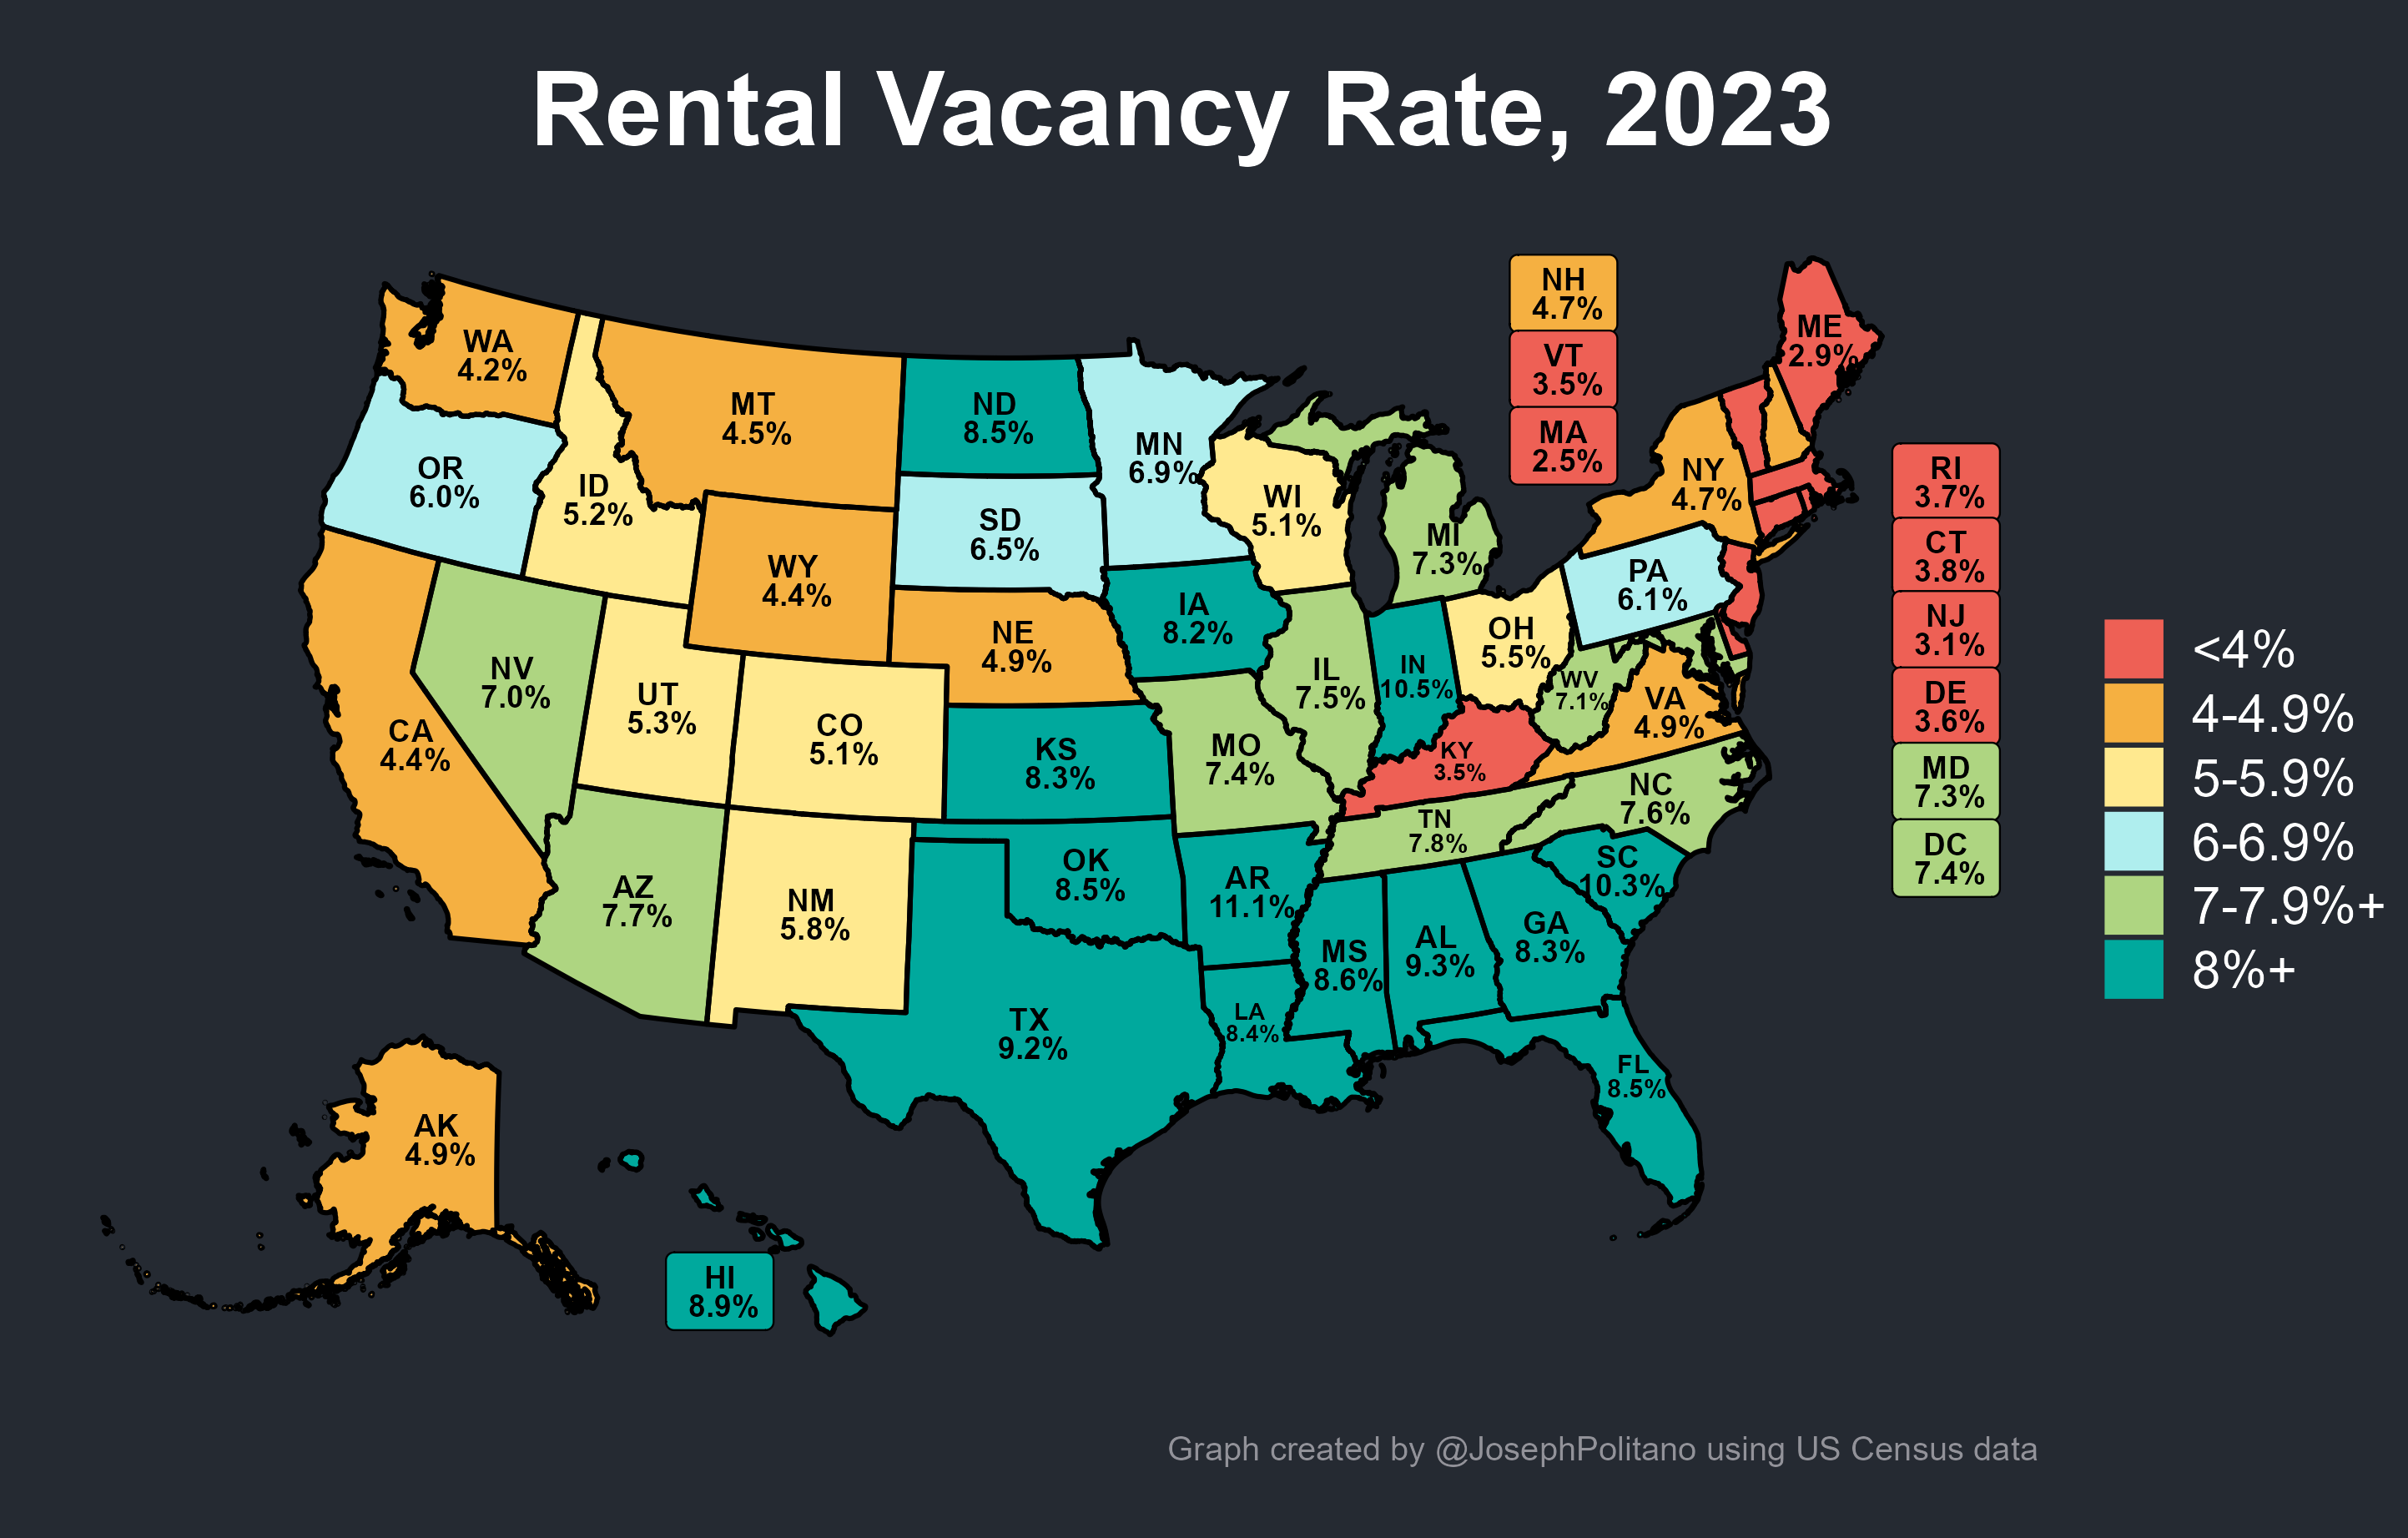 Rental Vacancy Rate, 2023
WA
4.2%
OR
6.0%
CA
4.4%
NV
7.0%
ID
5.2%
MT
4.5%
WY
4.4%
UT
5.3%
CO
5.1%
AZ
7.7%
NM
5.8%
ND
8.5%
SD
6.5%
NE
4.9%
KS
8.3%
OK
8.5%
TX
9.2%
MN
6.9%
IA
8.2%
MO
7.4%
AR
11.1%
LA
8.4%
WI
5.1%
IL
7.5%
MI
7.3%
IN
10.5%
OH
5.5%
KY
3.5%
TN
7.8%
MS
8.6%
AL
9.3%
GA
8.3%
FL
8.5%
SC
10.3%
NC
7.6%
VA
4.9%
WV
7.1%
PA
6.1%
NY
4.7%
ME
2.9%
NH
4.7%
VT
3.5%
MA
2.5%
RI
3.7%
CT
3.8%
NJ
3.1%
DE
3.6%
MD
7.3%
DC
7.4%
AK
4.9%
HI
8.9%
<4%
4-4.9%
5-5.9%
6-6.9%
7-7.9%+
8%+
Graph created by @JosephPolitano using US Census data